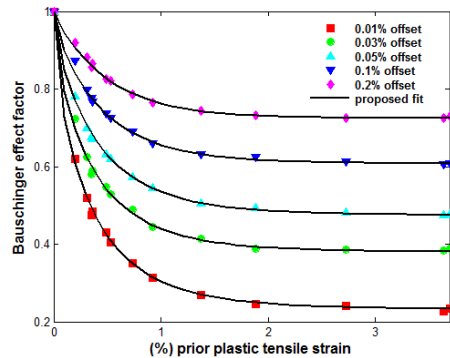 0.01% offset
0.03% offset
0.05% offset
0.1% offset
0.2% offset
proposed fit
Bauschinger effect factor
1
0.8
0.6
0.4
0.2
0 1 2 3
(%) prior plastic tensile strain